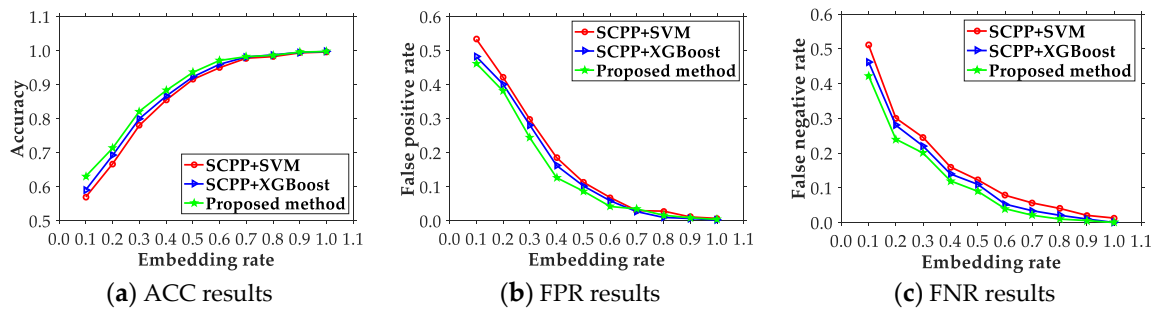 Accuracy
1.1
1.0
0.9
0.8
0.7
0.6
0.5
0.0 0.1 0.2 0.3 0.4 0.5 0.6 0.7 0.8 0.9 1.0 1.1
Embedding rate
SCPP+SVM
SCPP+XGBoost
Proposed method
(a) ACC results
False positive rate
0.6
0.5
0.4
0.3
0.2
0.1
0.0
0.0 0.1 0.2 0.3 0.4 0.5 0.6 0.7 0.8 0.9 1.0 1.1
Embedding rate
SCPP+SVM
SCPP+XGBoost
Proposed method
(b) FPR results
False negative rate
0.6
0.5
0.4
0.3
0.2
0.1
0.0
0.0 0.1 0.2 0.3 0.4 0.5 0.6 0.7 0.8 0.9 1.0 1.1
Embedding rate
SCPP+SVM
SCPP+XGBoost
Proposed method
(c) FNR results